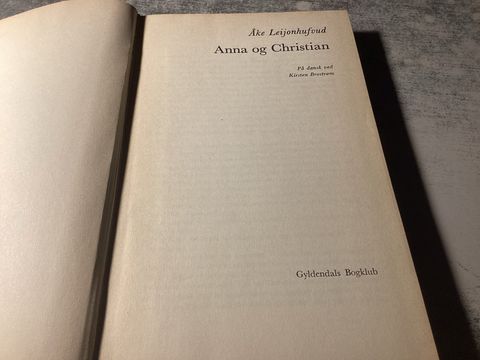 Åke Leijonhufvud
Anna og Christian
På dansk ved
Kirsten Brostrøm
Gyldendals Bogklub